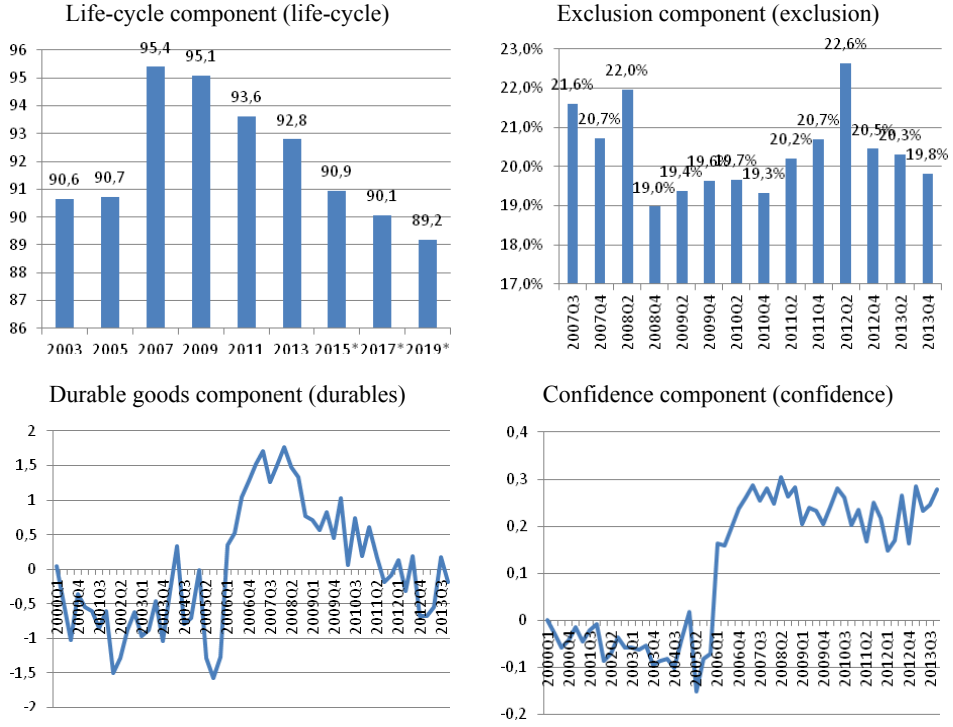 Life-cycle component (life-cycle)
96
95
94
93
92
91
90
89
88
87
86
90,6
90,7
95,4
95,1
93,6
92,8
90,9
90,1
89,2
2003 2005 2007 2009 2011 2013 2015* 2017* 2019*
Exclusion component (exclusion)
23,0%
22,0%
21,0%
20,0%
19,0%
18,0%
17,0%
21,6%
20,7%
22,0%
19,0%
19,4%
19,6%
19,7%
19,3%
20,2%
20,7%
22,6%
20,5%
20,3%
19,8%
2007Q3
2007Q4
2008Q2
2008Q4
2009Q2
2009Q4
2010Q2
2010Q4
2011Q2
2011Q4
2012Q2
2012Q4
2013Q2
2013Q4
Durable goods component (durables)
2
1,5
1
0,5
0
-0,5
-1
-1,5
-2
2000Q1
2000Q4
2001Q3
2002Q2
2003Q1
2003Q4
2004Q3
2005Q2
2006Q1
2006Q4
2007Q3
2008Q2
2009Q1
2009Q4
2010Q3
2011Q2
2012Q1
2012Q4
2013Q3
Confidence component (confidence)
0,4
0,3
0,2
0,1
0
-0,1
-0,2
2000Q1
2000Q4
2001Q3
2002Q2
2003Q1
2003Q4
2004Q3
2005Q2
2006Q1
2006Q4
2007Q3
2008Q2
2009Q1
2009Q4
2010Q3
2011Q2
2012Q1
2012Q4
2013Q3